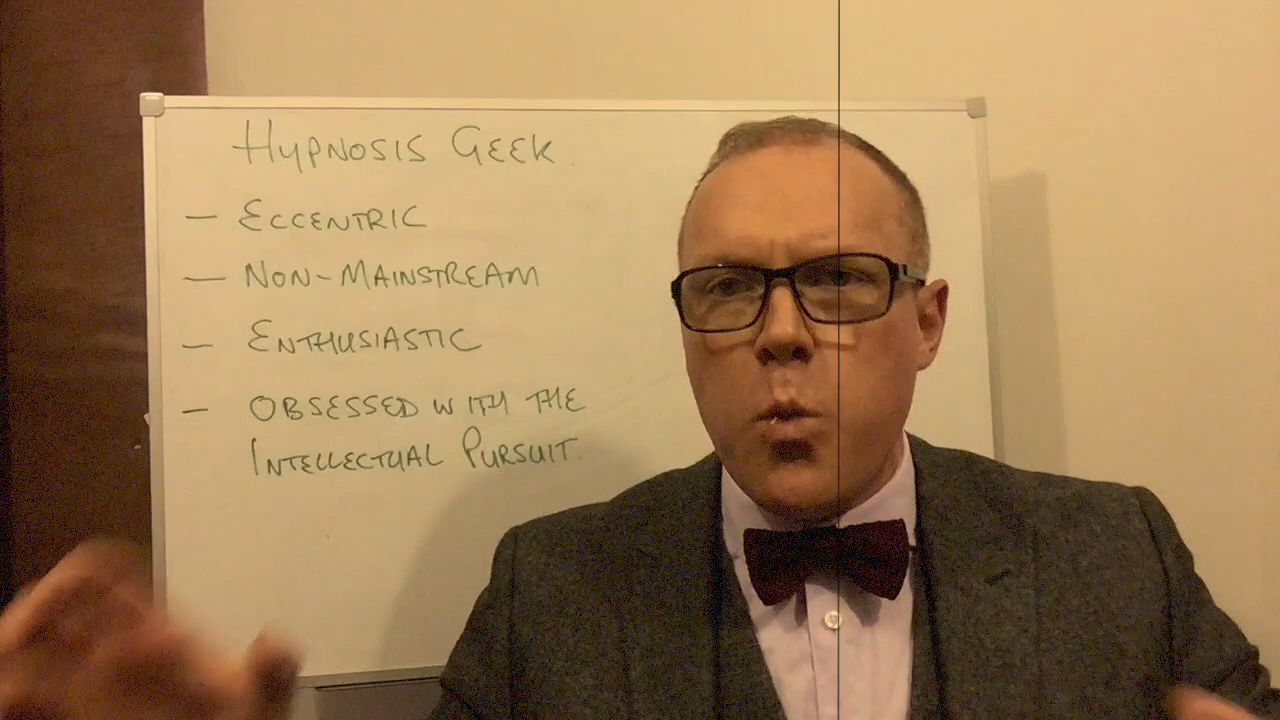 HYPNOSIS GEEK
— ECCENTRIC
— NON-MAINSTREAM
— ENTHUSIASTIC
— OBSESSED WITH THE
INTELLECTUAL PURSUIT.